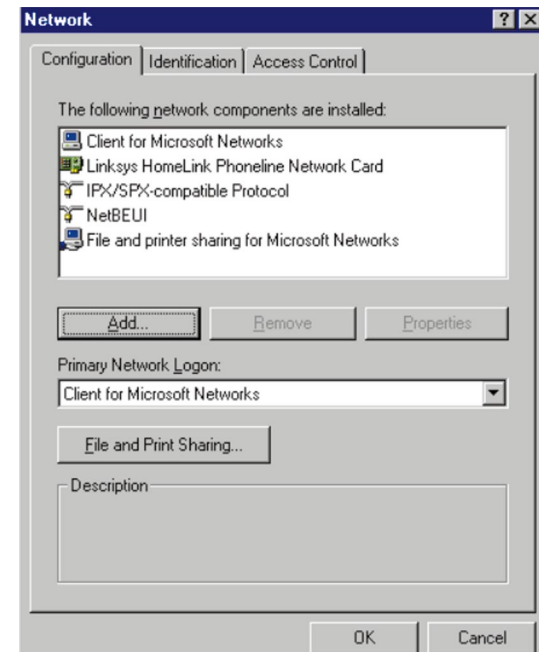 Network
Configuration Identification Access Control
The following network components are installed:
Client for Microsoft Networks
Linksys HomeLink Phoneline Network Card
IPX/SPX-compatible Protocol
NetBEUI
File and printer sharing for Microsoft Networks
Add... Remove Properties
Primary Network Logon:
Client for Microsoft Networks
File and Print Sharing...
Description
OK Cancel